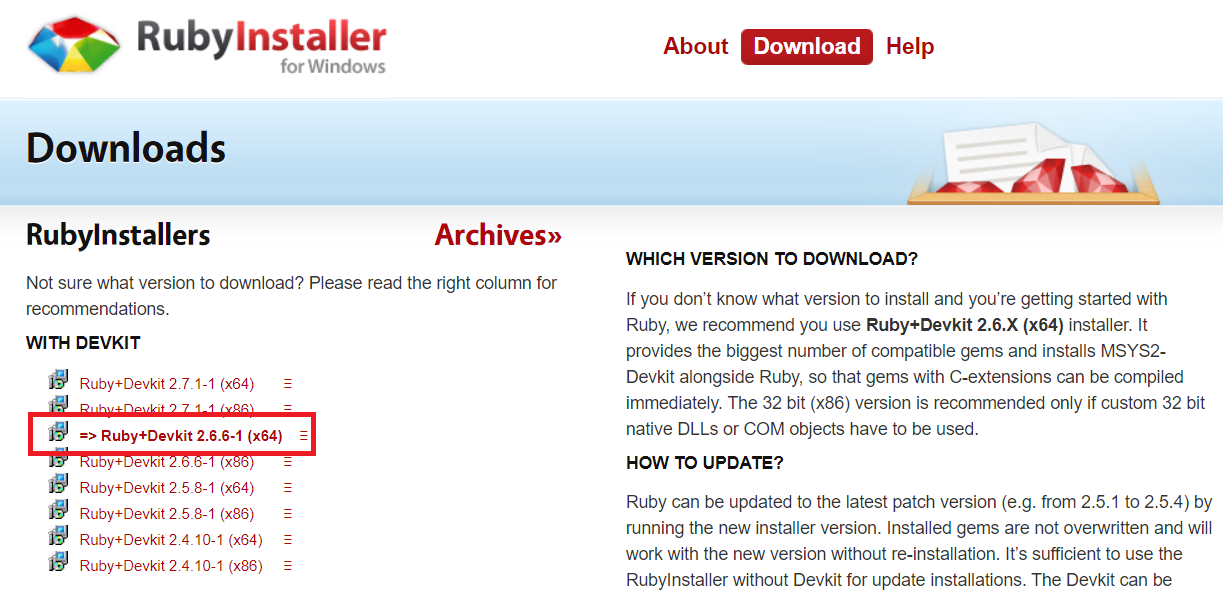 RubyInstaller
for Windows
About Download Help
Downloads
RubyInstallers Archives»
Not sure what version to download? Please read the right column for
recommendations.
WITH DEVKIT
Ruby+Devkit 2.7.1-1 (x64)
Ruby+Devkit 2.7.1-1 (x86)
=> Ruby+Devkit 2.6.6-1 (x64)
Ruby+Devkit 2.6.6-1 (x86)
Ruby+Devkit 2.5.8-1 (x64)
Ruby+Devkit 2.5.8-1 (x86)
Ruby+Devkit 2.4.10-1 (x64)
Ruby+Devkit 2.4.10-1 (x86)
WHICH VERSION TO DOWNLOAD?
If you don’t know what version to install and you’re getting started with
Ruby, we recommend you use Ruby+Devkit 2.6.X (x64) installer. It
provides the biggest number of compatible gems and installs MSYS2-
Devkit alongside Ruby, so that gems with C-extensions can be compiled
immediately. The 32 bit (x86) version is recommended only if custom 32 bit
native DLLs or COM objects have to be used.
HOW TO UPDATE?
Ruby can be updated to the latest patch version (e.g. from 2.5.1 to 2.5.4) by
running the new installer version. Installed gems are not overwritten and will
work with the new version without re-installation. It’s sufficient to use the
RubyInstaller without Devkit for update installations. The Devkit can be